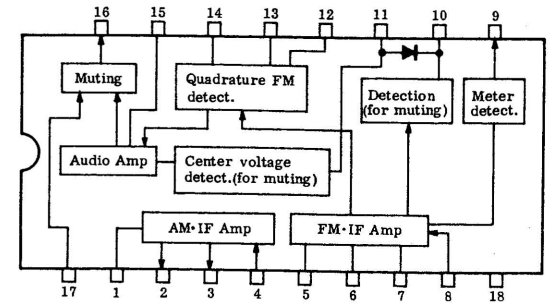 16 15 14 13 12 11 10 9
Muting
Quadrature FM
detect.
Detection
(for muting)
Meter
detect.
Audio Amp
Center voltage
detect.(for muting)
AM·IF Amp
FM·IF Amp
17 1 2 3 4 5 6 7 8 18